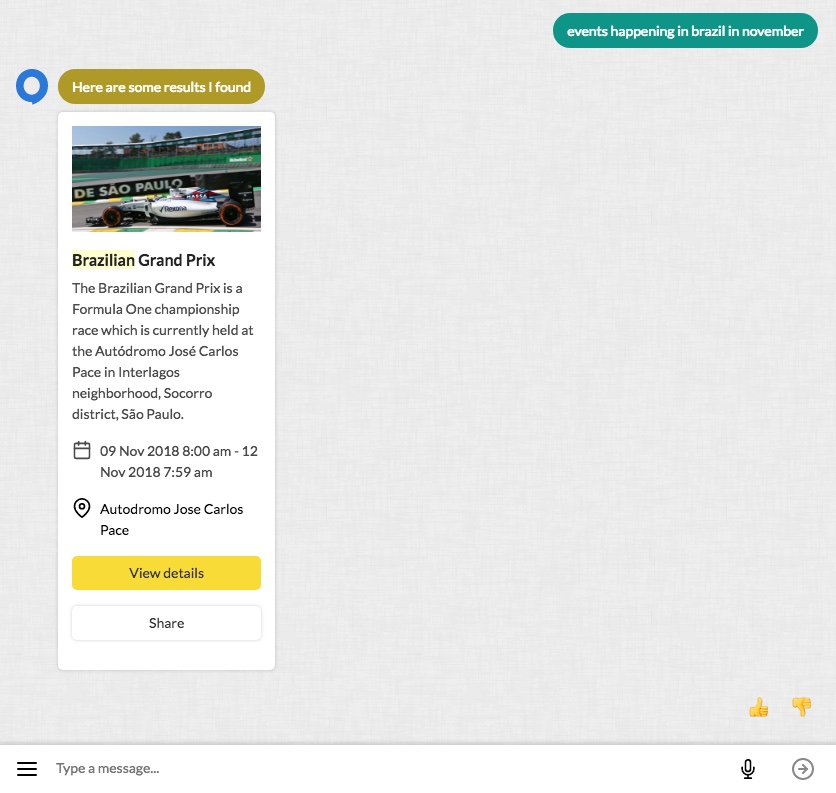 events happening in brazil in november
Here are some results I found
DE SÃO PAULO
MASSA
Rexona
Brazilian Grand Prix
The Brazilian Grand Prix is a
Formula One championship
race which is currently held at
the Autódromo José Carlos
Pace in Interlagos
neighborhood, Socorro
district, São Paulo.
09 Nov 2018 8:00 am - 12
Nov 2018 7:59 am
Autodromo Jose Carlos
Pace
View details
Share
Type a message...